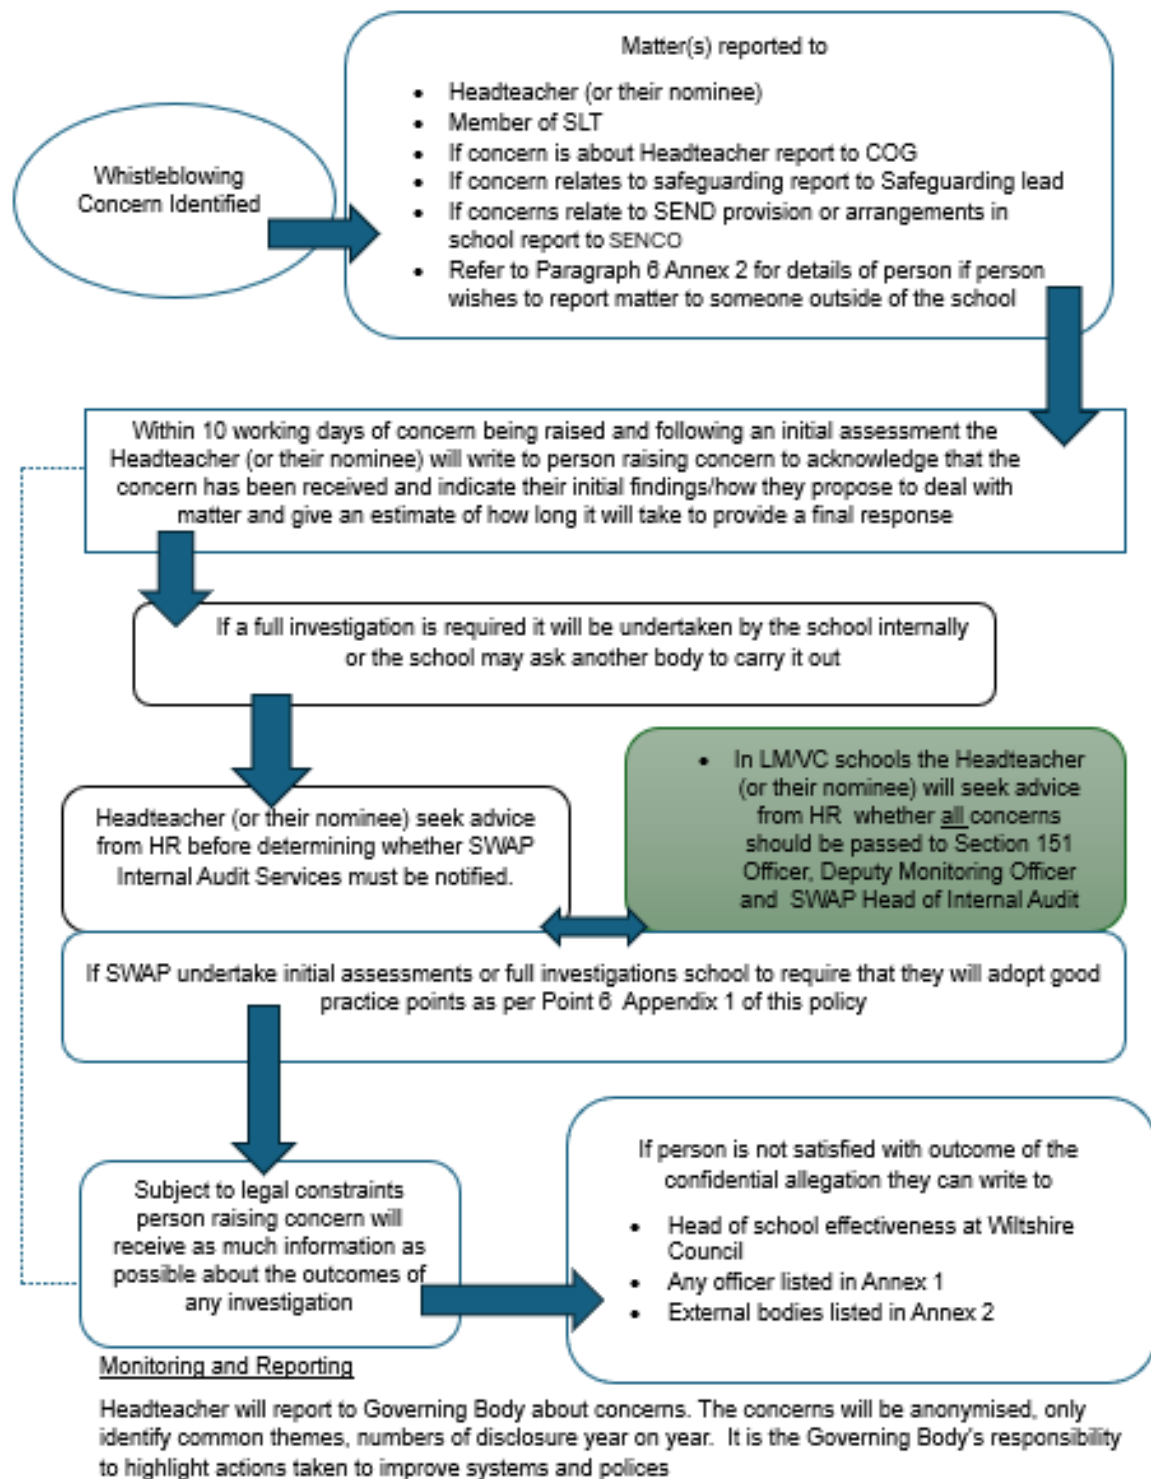 Matter(s) reported to
• Headteacher (or their nominee)
• Member of SLT
• If concern is about Headteacher report to COG
• If concern relates to safeguarding report to Safeguarding lead
• If concerns relate to SEND provision or arrangements in
school report to SENCO
• Refer to Paragraph 6 Annex 2 for details of person if person
wishes to report matter to someone outside of the school
Whistleblowing
Concern Identified
Within 10 working days of concern being raised and following an initial assessment the
Headteacher (or their nominee) will write to person raising concern to acknowledge that the
concern has been received and indicate their initial findings/how they propose to deal with
matter and give an estimate of how long it will take to provide a final response
If a full investigation is required it will be undertaken by the school internally
or the school may ask another body to carry it out
Headteacher (or their nominee) seek advice
from HR before determining whether SWAP
Internal Audit Services must be notified.
• In LM/VC schools the Headteacher
(or their nominee) will seek advice
from HR whether all concerns
should be passed to Section 151
Officer, Deputy Monitoring Officer
and SWAP Head of Internal Audit
If SWAP undertake initial assessments or full investigations school to require that they will adopt good
practice points as per Point 6 Appendix 1 of this policy
Subject to legal constraints
person raising concern will
receive as much information as
possible about the outcomes of
any investigation
If person is not satisfied with outcome of the
confidential allegation they can write to
• Head of school effectiveness at Wiltshire
Council
• Any officer listed in Annex 1
• External bodies listed in Annex 2
Monitoring and Reporting
Headteacher will report to Governing Body about concerns. The concerns will be anonymised, only
identify common themes, numbers of disclosure year on year. It is the Governing Body's responsibility
to highlight actions taken to improve systems and polices